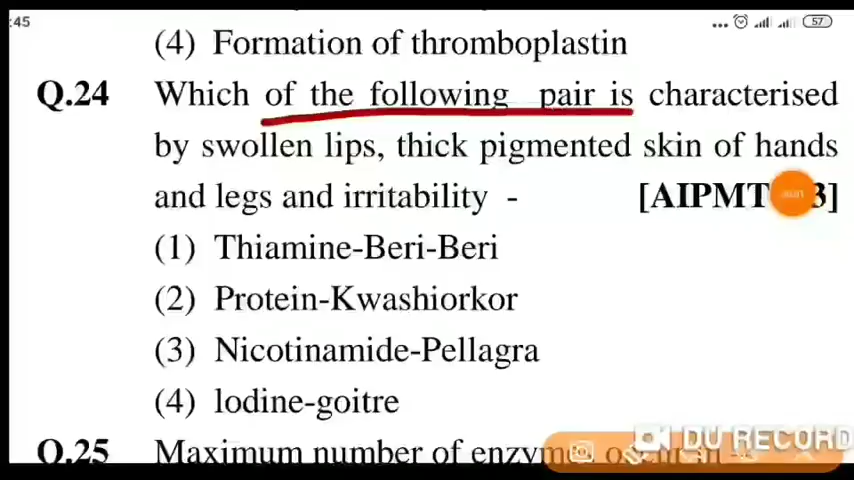 :45
57
(4) Formation of thromboplastin
Q.24 Which of the following pair is characterised
by swollen lips, thick pigmented skin of hands
and legs and irritability - [AIPMT 3]
(1) Thiamine-Beri-Beri
(2) Protein-Kwashiorkor
(3) Nicotinamide-Pellagra
(4) lodine-goitre
DU RECORD
Q.25 Maximum number of